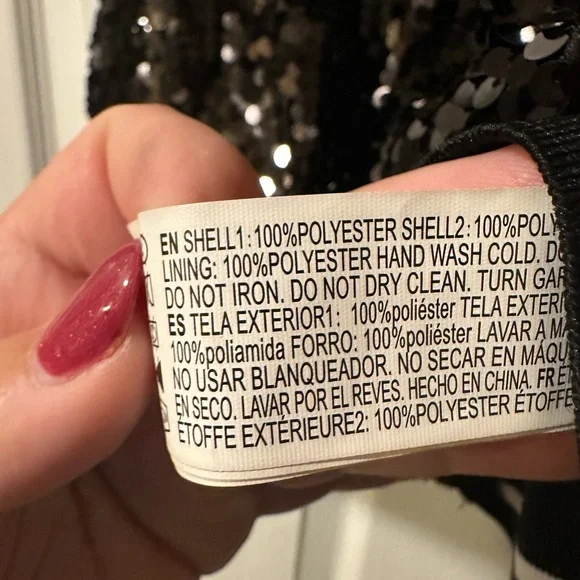 EN SHELL1:100%POLYESTER SHELL2:100%POLY
LINING: 100%POLYESTER HAND WASH COLD. DO
DO NOT IRON. DO NOT DRY CLEAN. TURN GAR
ES TELA EXTERIOR1: 100%poliéster TELA EXTERIOR
100%poliamida FORRO: 100%poliéster LAVAR A MA
NO USAR BLANQUEADOR. NO SECAR EN MÁQU
EN SECO. LAVAR POR EL REVES. HECHO EN CHINA. FR ÉT
ÉTOFFE EXTÉRIEURE2: 100%POLYESTER ÉTOFFE